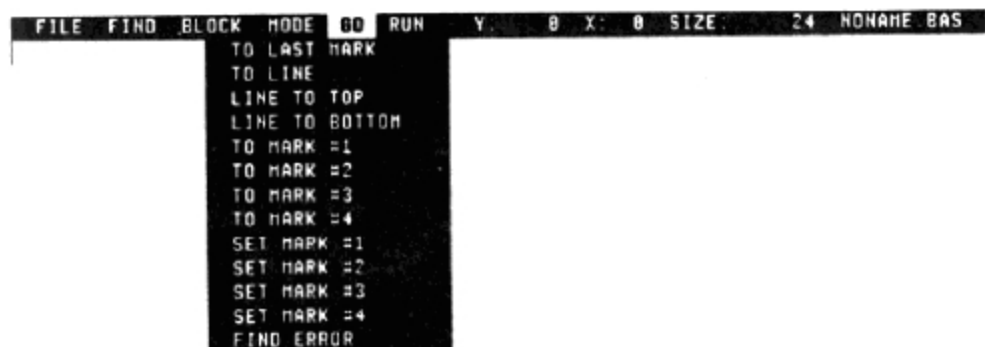 FILE FIND BLOCK MODE GO RUN Y: 0 X: 0 SIZE: 24 NONAME.BAS
TO LAST MARK
TO LINE
LINE TO TOP
LINE TO BOTTOM
TO MARK #1
TO MARK #2
TO MARK #3
TO MARK #4
SET MARK #1
SET MARK #2
SET MARK #3
SET MARK #4
FIND ERROR